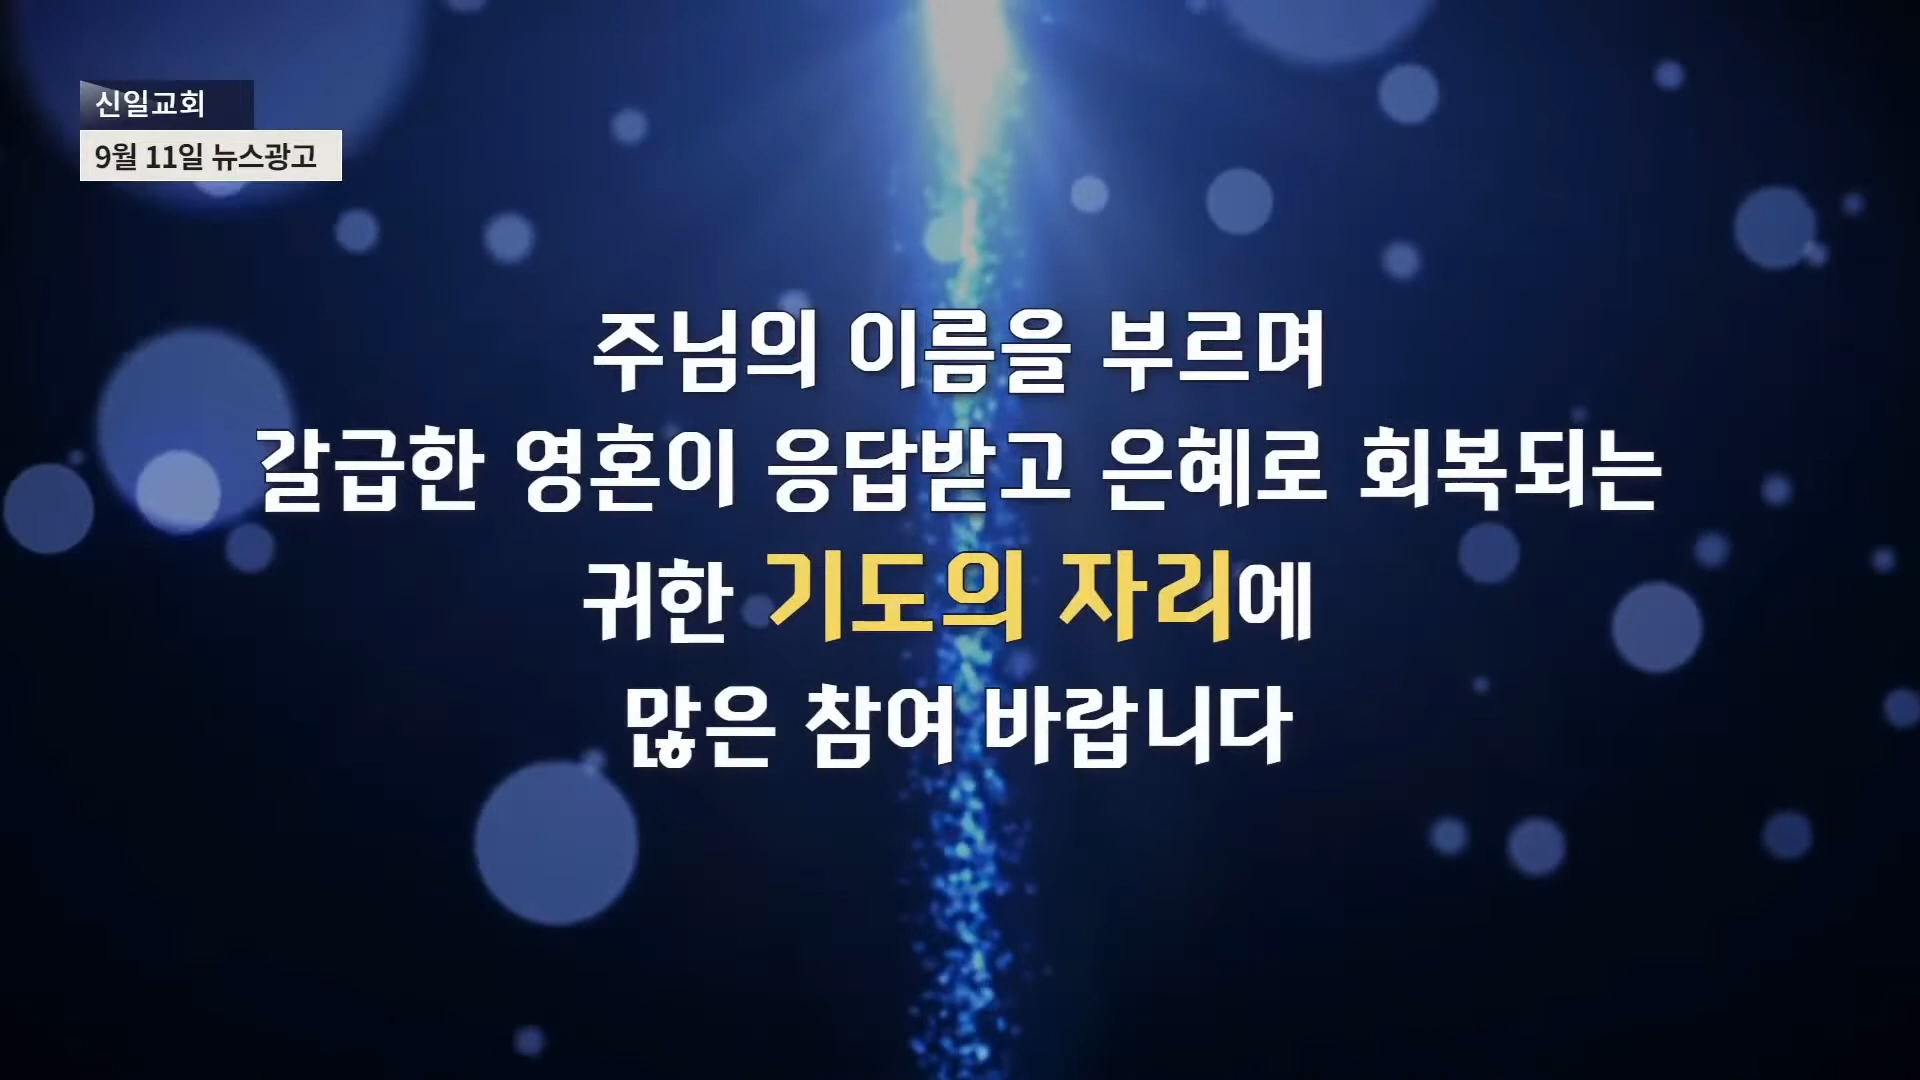 신일교회
9월 11일 뉴스광고
주님의 이름을 부르며
갈급한 영혼이 응답받고 은혜로 회복되는
귀한 기도의 자리에
많은 참여 바랍니다